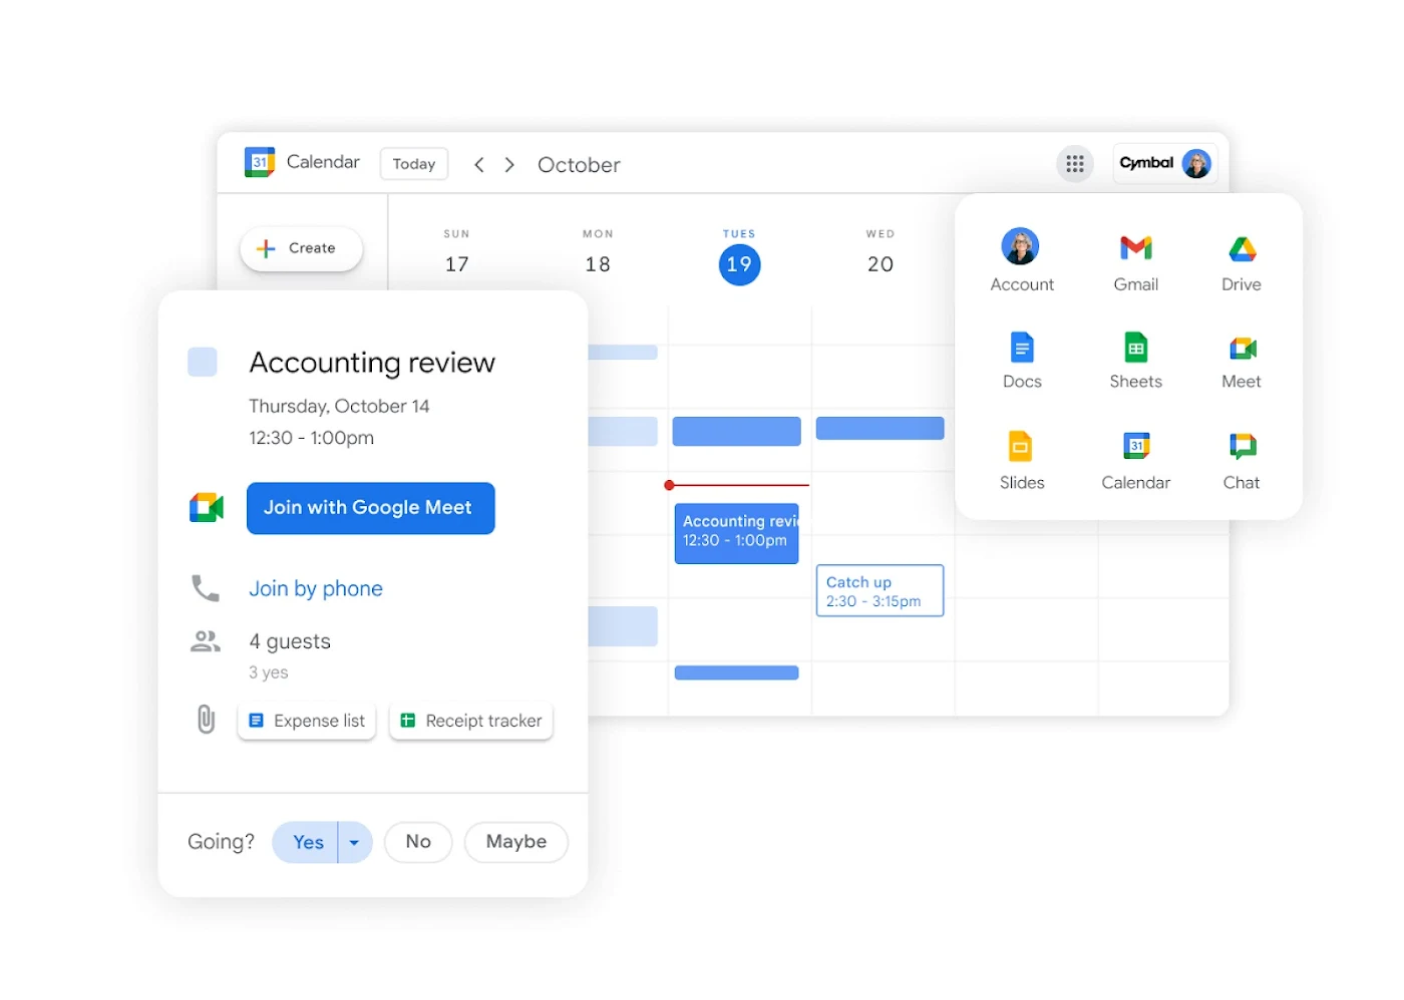 31 Calendar Today October Cymbal
Create
SUN MON TUES WED
17 18 19 20
Account Gmail Drive
Docs Sheets Meet
31
Slides Calendar Chat
Accounting revi
12:30 - 1:00pm
Catch up
2:30 - 3:15pm
Accounting review
Thursday, October 14
12:30 - 1:00pm
Join with Google Meet
Join by phone
4 guests
3 yes
Expense list Receipt tracker
Going? Yes No Maybe